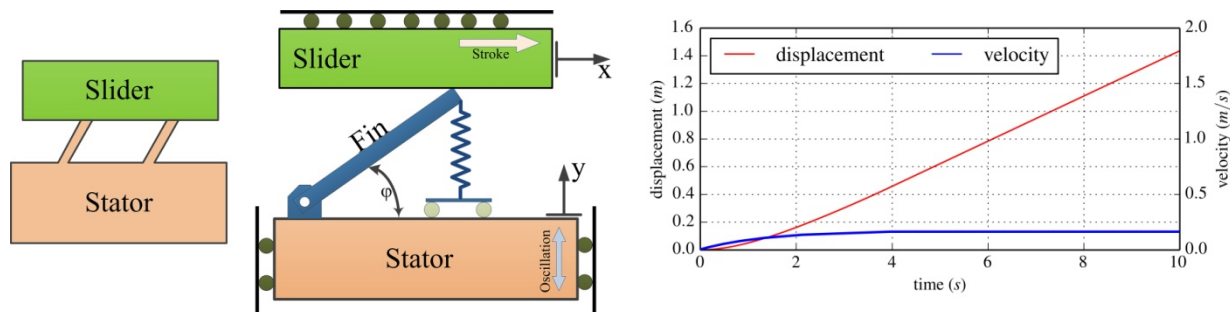 Slider
Stator
Slider
Stroke
x
Fin
φ
y
Stator
Oscillation
displacement
velocity
displacement (m)
1.6
1.4
1.2
1.0
0.8
0.6
0.4
0.2
0.0
velocity (m/s)
2.0
1.5
1.0
0.5
0.0
0 2 4 6 8 10
time (s)